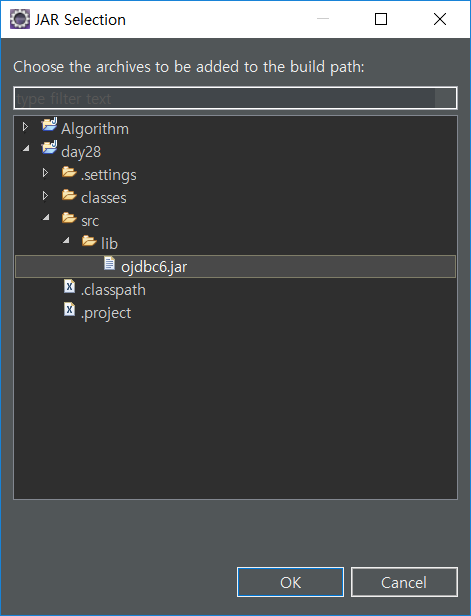 JAR Selection
Choose the archives to be added to the build path:
type filter text
Algorithm
day28
.settings
classes
src
lib
ojdbc6.jar
.classpath
.project
OK
Cancel